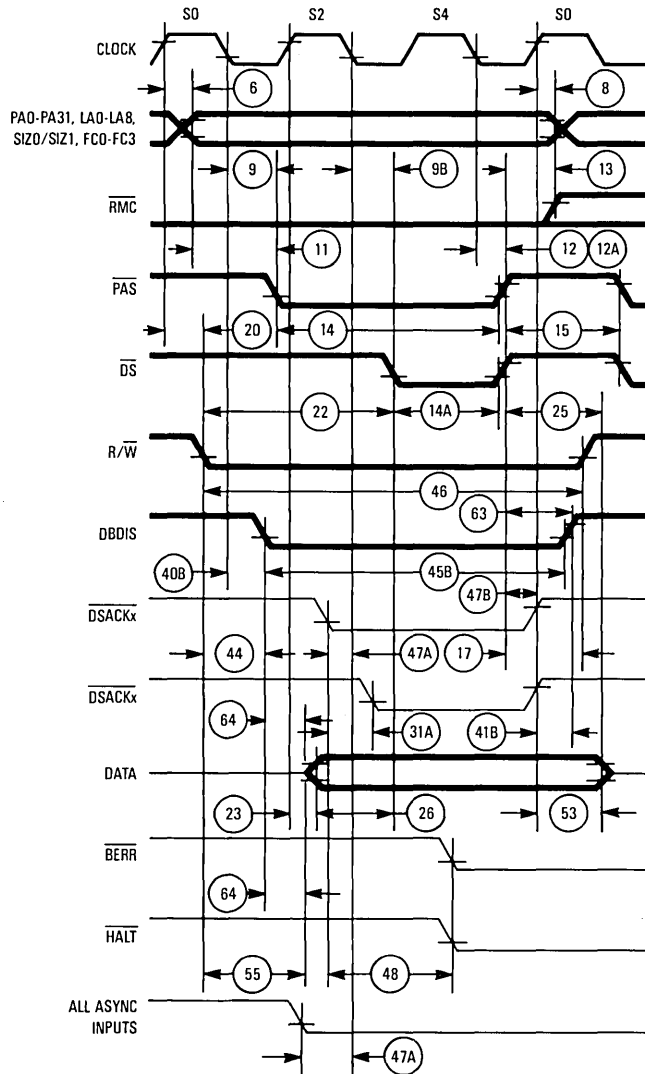 S0 S2 S4 S0
CLOCK
6 8
PA0-PA31, LA0-LA8,
SIZ0/SIZ1, FC0-FC3
9 9B 13
RMC
11 12 12A
PAS
20 14 15
DS
22 14A 25
R/W
46
63
DBDIS
40B 45B
47B
DSACKx
44 47A 17
DSACKx
64 31A 41B
DATA
23 26 53
BERR
64
HALT
55 48
ALL ASYNC
INPUTS
47A